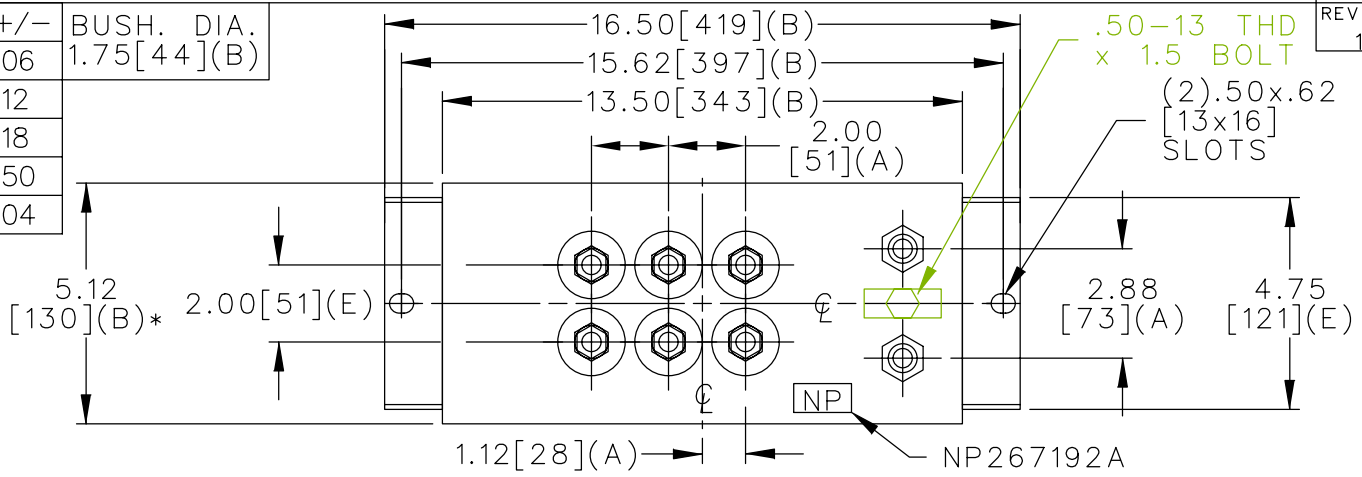 +/-
06
12
18
50
04
BUSH. DIA.
1.75[44](B)
16.50[419](B)
15.62[397](B)
13.50[343](B)
2.00
[51](A)
.50-13 THD
x 1.5 BOLT
REV
1
(2).50x.62
[13x16]
SLOTS
5.12
[130](B)*
2.00[51](E)
℄
2.88
[73](A)
4.75
[121](E)
℄
NP
1.12[28](A)
NP267192A